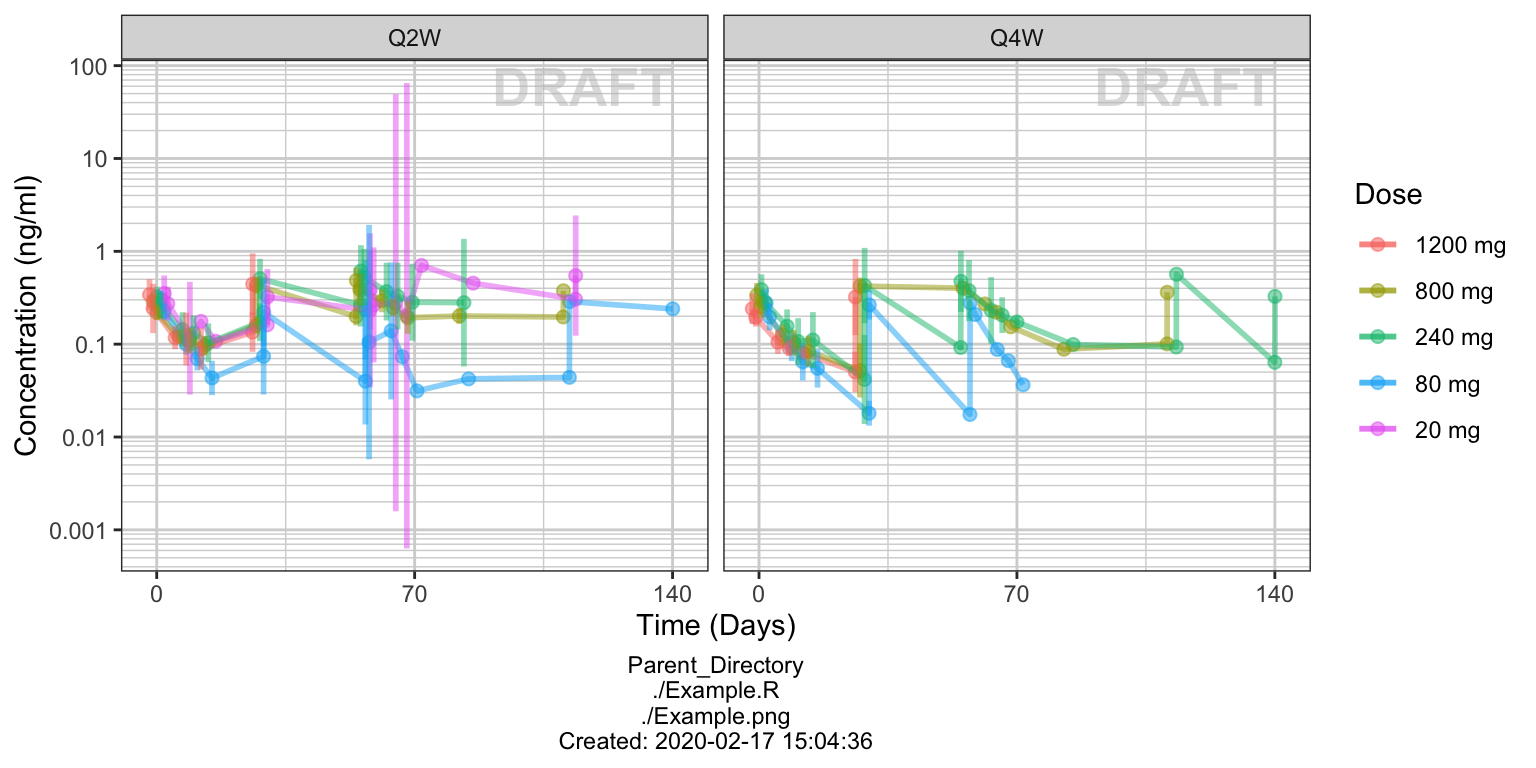 Q2W
Q4W
DRAFT
DRAFT
100
10
1
0.1
0.01
0.001
Concentration (ng/ml)
0
70
140
0
70
140
Time (Days)
Dose
1200 mg
800 mg
240 mg
80 mg
20 mg
Parent_Directory
./Example.R
./Example.png
Created: 2020-02-17 15:04:36